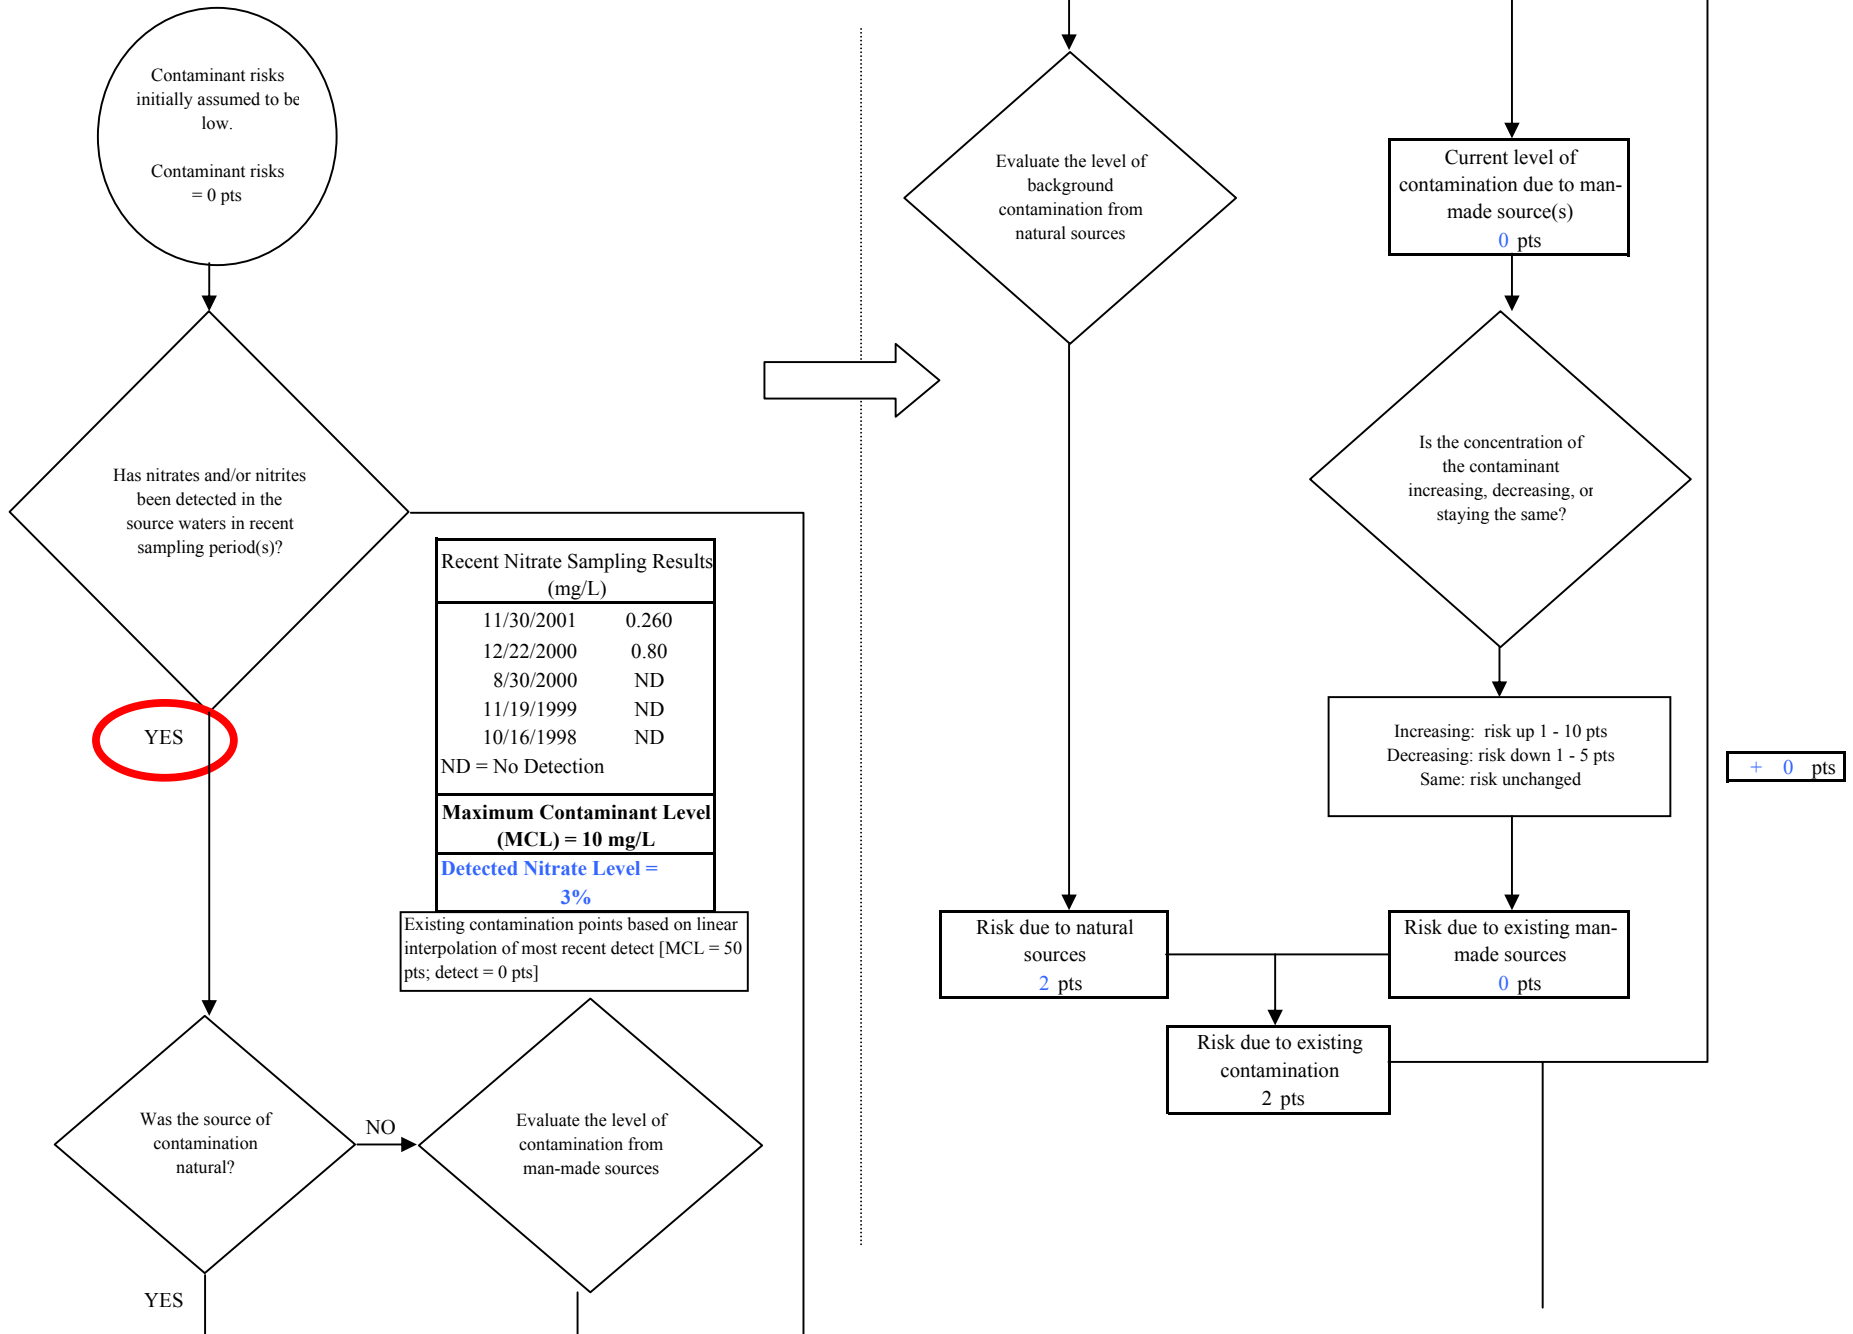 Contaminant risks
initially assumed to be
low.
Contaminant risks
= 0 pts
Has nitrates and/or nitrites
been detected in the
source waters in recent
sampling period(s)?
YES
Recent Nitrate Sampling Results
(mg/L)
11/30/2001 0.260
12/22/2000 0.80
8/30/2000 ND
11/19/1999 ND
10/16/1998 ND
ND = No Detection
Maximum Contaminant Level
(MCL) = 10 mg/L
Detected Nitrate Level =
3%
Existing contamination points based on linear
interpolation of most recent detect [MCL = 50
pts; detect = 0 pts]
Was the source of
contamination
natural?
NO
Evaluate the level of
contamination from
man-made sources
YES
Evaluate the level of
background
contamination from
natural sources
Current level of
contamination due to man-
made source(s)
0 pts
Is the concentration of
the contaminant
increasing, decreasing, or
staying the same?
Increasing: risk up 1 - 10 pts
Decreasing: risk down 1 - 5 pts
Same: risk unchanged
+ 0 pts
Risk due to natural
sources
2 pts
Risk due to existing man-
made sources
0 pts
Risk due to existing
contamination
2 pts